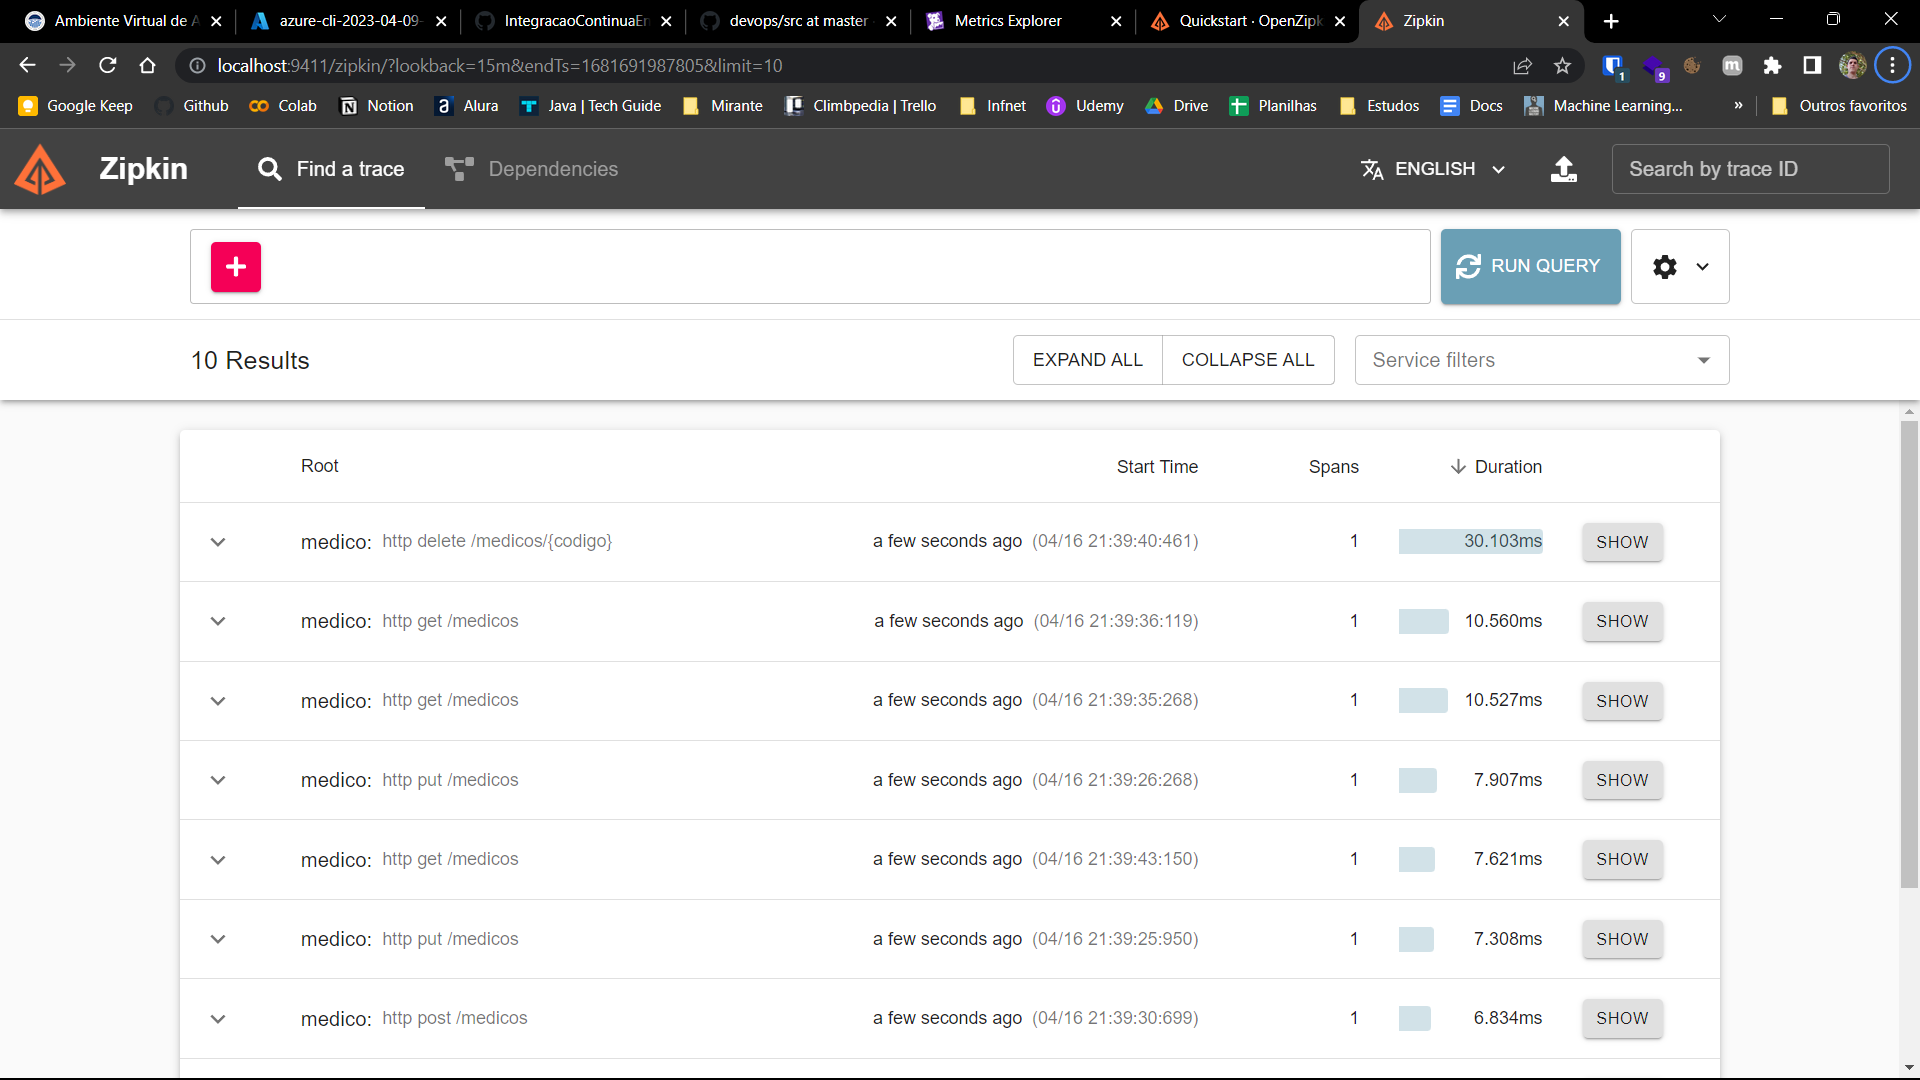 Ambiente Virtual de A
azure-cli-2023-04-09-
IntegracaoContinuaEn
devops/src at master
Metrics Explorer
Quickstart · OpenZipk
Zipkin
localhost:9411/zipkin/?lookback=15m&endTs=1681691987805&limit=10
1
9
m
Google Keep
Github
Colab
Notion
a Alura
T Java | Tech Guide
Mirante
Climbpedia | Trello
Infnet
Udemy
Drive
Planilhas
Estudos
Docs
Machine Learning...
»
Outros favoritos
Zipkin
Find a trace
Dependencies
ENGLISH
Search by trace ID
RUN QUERY
10 Results
EXPAND ALL
COLLAPSE ALL
Service filters
Root Start Time Spans Duration
medico: http delete /medicos/{codigo} a few seconds ago (04/16 21:39:40:461) 1 30.103ms SHOW
medico: http get /medicos a few seconds ago (04/16 21:39:36:119) 1 10.560ms SHOW
medico: http get /medicos a few seconds ago (04/16 21:39:35:268) 1 10.527ms SHOW
medico: http put /medicos a few seconds ago (04/16 21:39:26:268) 1 7.907ms SHOW
medico: http get /medicos a few seconds ago (04/16 21:39:43:150) 1 7.621ms SHOW
medico: http put /medicos a few seconds ago (04/16 21:39:25:950) 1 7.308ms SHOW
medico: http post /medicos a few seconds ago (04/16 21:39:30:699) 1 6.834ms SHOW